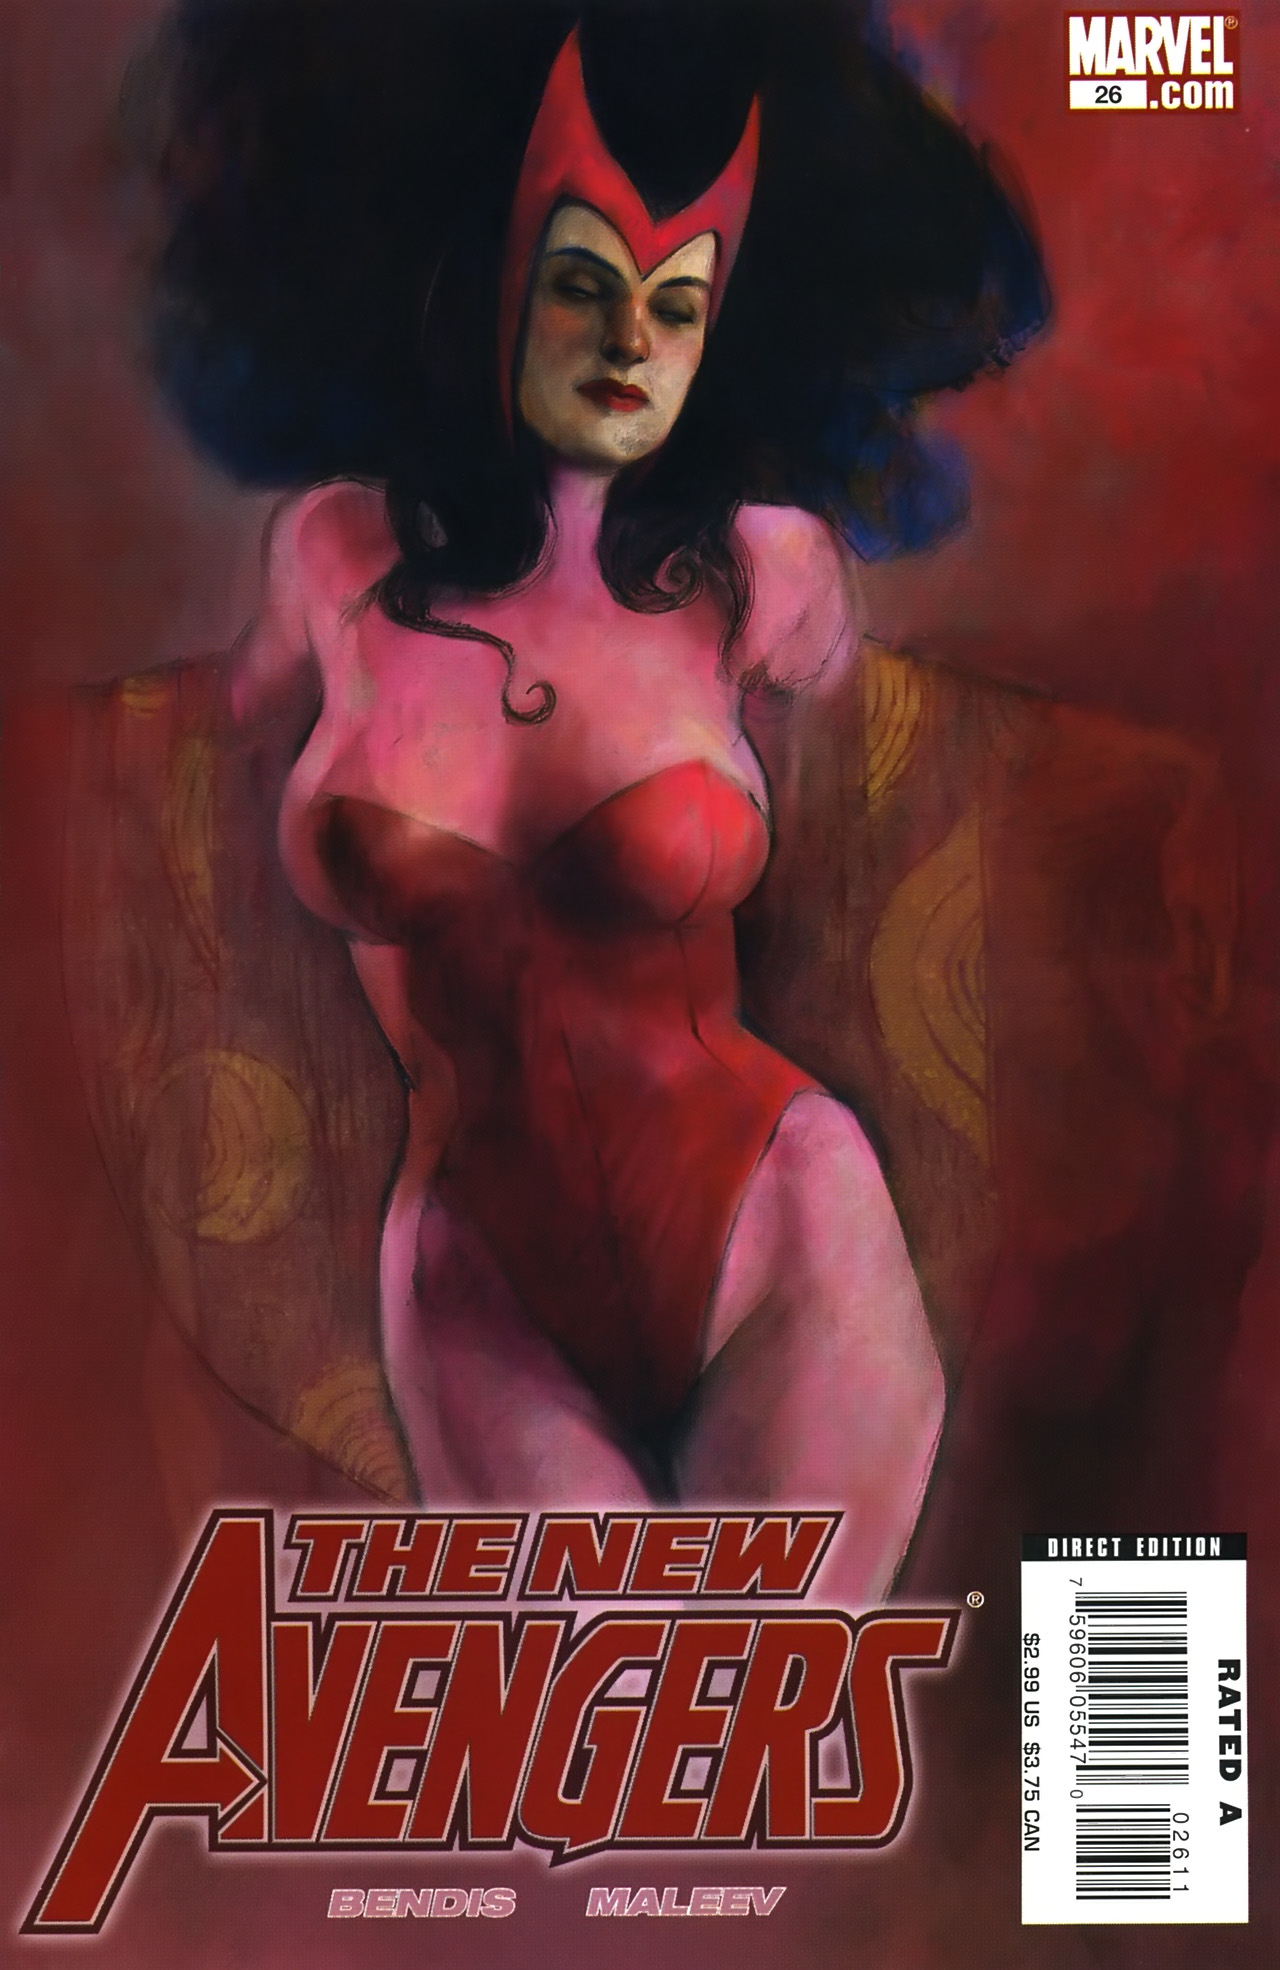 MARVEL®
26 .com
THE NEW
AVENGERS®
BENDIS MALEEV
DIRECT EDITION
7 59606 05547 0
02611
$2.99 US $3.75 CAN
RATED A